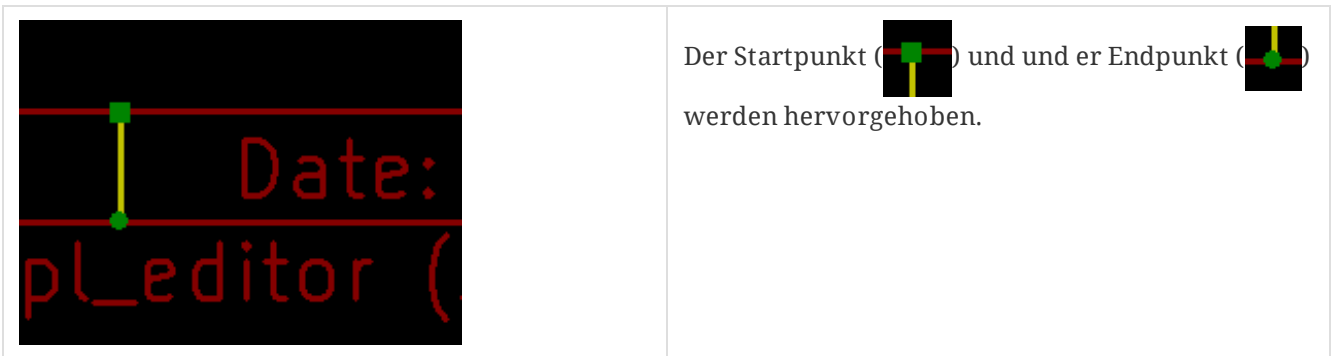 Date:
pl_editor (
Der Startpunkt ( ) und und er Endpunkt ( )
werden hervorgehoben.